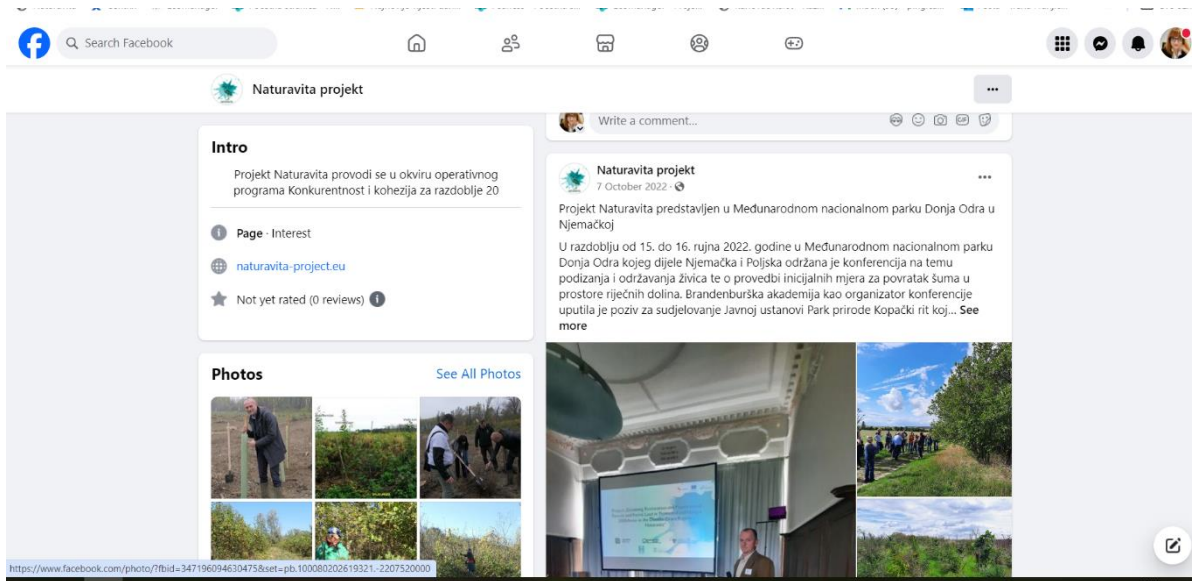 Search Facebook
Naturavita projekt
Write a comment...
Intro
Projekt Naturavita provodi se u okviru operativnog
programa Konkurentnost i kohezija za razdoblje 20
Page · Interest
naturavita-project.eu
Not yet rated (0 reviews)
Photos
See All Photos
Naturavita projekt
7 October 2022 ·
Projekt Naturavita predstavljen u Međunarodnom nacionalnom parku Donja Odra u
Njemačkoj
U razdoblju od 15. do 16. rujna 2022. godine u Međunarodnom nacionalnom parku
Donja Odra kojeg dijele Njemačka i Poljska održana je konferencija na temu
podizanja i održavanja živica te o provedbi inicijalnih mjera za povratak šuma u
prostore riječnih dolina. Brandenburška akademija kao organizator konferencije
uputila je poziv za sudjelovanje Javnoj ustanovi Park prirode Kopački rit koj... See
more
https://www.facebook.com/photo/?fbid=347196094630475&set=pb.100080202619321.-2207520000